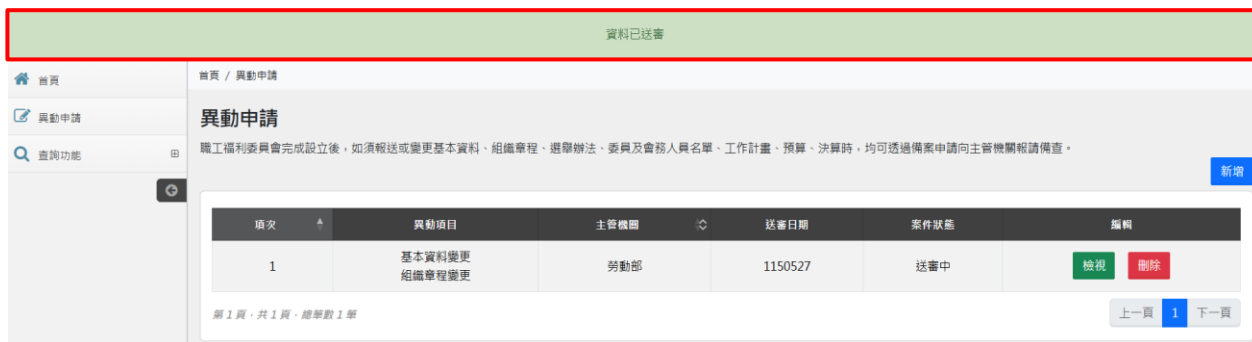 資料已送審
首頁
異動申請
查詢功能
首頁 / 異動申請
異動申請
職工福利委員會完成設立後，如須報送或變更基本資料、組織章程、選舉辦法、委員及會務人員名單、工作計畫、預算、決算時，均可透過備案申請向主管機關報請備查。
新增
項次 異動項目 主管機關 送審日期 案件狀態 編輯
1 基本資料變更 勞動部 1150527 送審中 檢視 刪除
組織章程變更
第 1 頁，共 1 頁，總筆數 1 筆
上一頁 1 下一頁